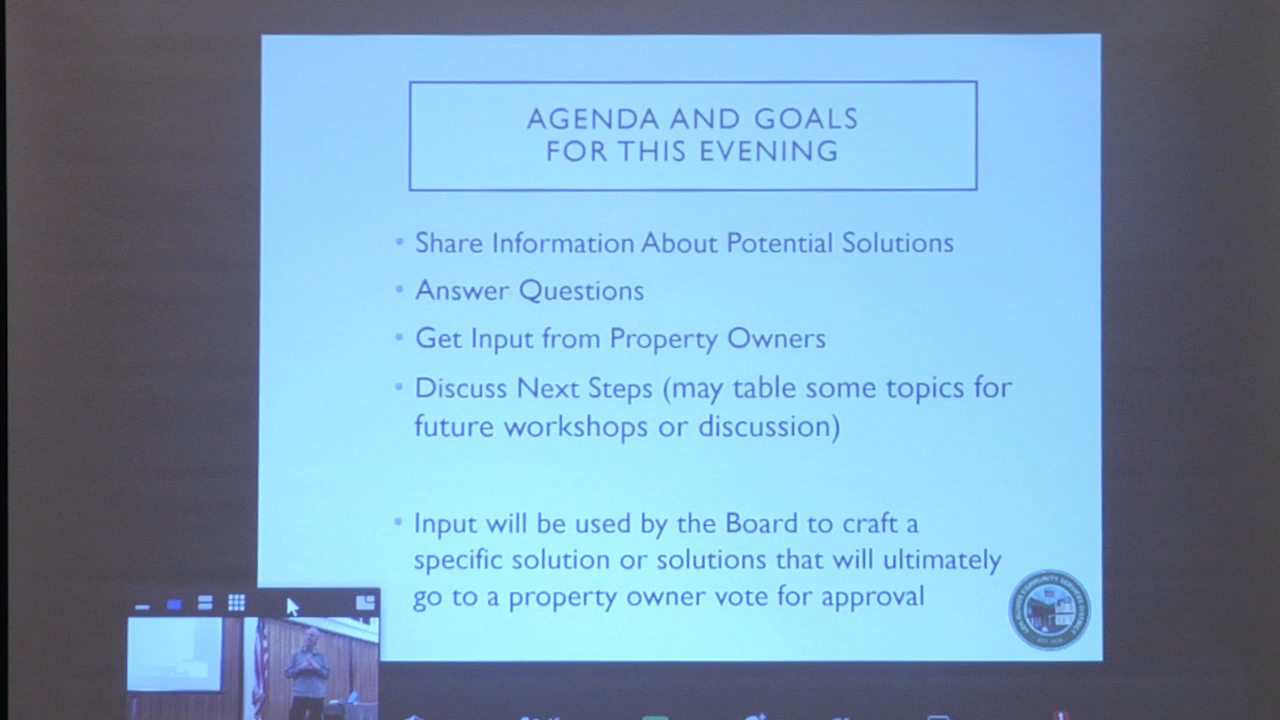 AGENDA AND GOALS
FOR THIS EVENING
• Share Information About Potential Solutions
• Answer Questions
• Get Input from Property Owners
• Discuss Next Steps (may table some topics for
future workshops or discussion)
• Input will be used by the Board to craft a
specific solution or solutions that will ultimately
go to a property owner vote for approval
1